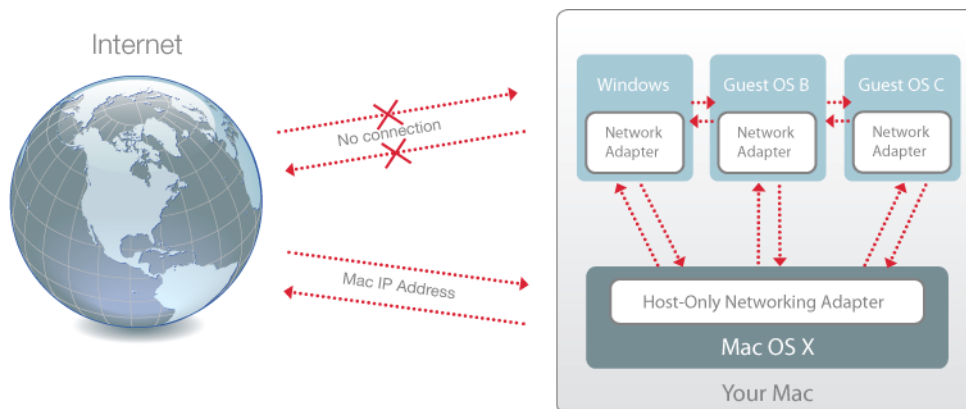 Internet
No connection
Mac IP Address
Windows
Guest OS B
Guest OS C
Network
Adapter
Network
Adapter
Network
Adapter
Host-Only Networking Adapter
Mac OS X
Your Mac